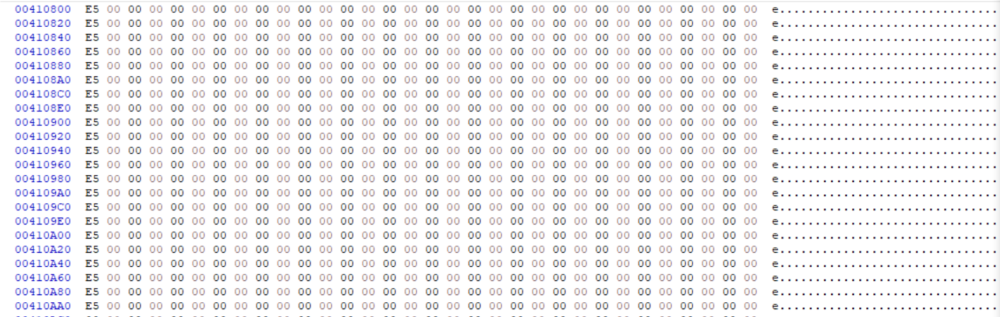 00410800 E5 00 00 00 00 00 00 00 00 00 00 00 00 00 00 00 00 00 00 00 00 00 00 00 00 00 00 00 00 00 00 00 e...............................
00410820 E5 00 00 00 00 00 00 00 00 00 00 00 00 00 00 00 00 00 00 00 00 00 00 00 00 00 00 00 00 00 00 00 e...............................
00410840 E5 00 00 00 00 00 00 00 00 00 00 00 00 00 00 00 00 00 00 00 00 00 00 00 00 00 00 00 00 00 00 00 e...............................
00410860 E5 00 00 00 00 00 00 00 00 00 00 00 00 00 00 00 00 00 00 00 00 00 00 00 00 00 00 00 00 00 00 00 e...............................
00410880 E5 00 00 00 00 00 00 00 00 00 00 00 00 00 00 00 00 00 00 00 00 00 00 00 00 00 00 00 00 00 00 00 e...............................
004108A0 E5 00 00 00 00 00 00 00 00 00 00 00 00 00 00 00 00 00 00 00 00 00 00 00 00 00 00 00 00 00 00 00 e...............................
004108C0 E5 00 00 00 00 00 00 00 00 00 00 00 00 00 00 00 00 00 00 00 00 00 00 00 00 00 00 00 00 00 00 00 e...............................
004108E0 E5 00 00 00 00 00 00 00 00 00 00 00 00 00 00 00 00 00 00 00 00 00 00 00 00 00 00 00 00 00 00 00 e...............................
00410900 E5 00 00 00 00 00 00 00 00 00 00 00 00 00 00 00 00 00 00 00 00 00 00 00 00 00 00 00 00 00 00 00 e...............................
00410920 E5 00 00 00 00 00 00 00 00 00 00 00 00 00 00 00 00 00 00 00 00 00 00 00 00 00 00 00 00 00 00 00 e...............................
00410940 E5 00 00 00 00 00 00 00 00 00 00 00 00 00 00 00 00 00 00 00 00 00 00 00 00 00 00 00 00 00 00 00 e...............................
00410960 E5 00 00 00 00 00 00 00 00 00 00 00 00 00 00 00 00 00 00 00 00 00 00 00 00 00 00 00 00 00 00 00 e...............................
00410980 E5 00 00 00 00 00 00 00 00 00 00 00 00 00 00 00 00 00 00 00 00 00 00 00 00 00 00 00 00 00 00 00 e...............................
004109A0 E5 00 00 00 00 00 00 00 00 00 00 00 00 00 00 00 00 00 00 00 00 00 00 00 00 00 00 00 00 00 00 00 e...............................
004109C0 E5 00 00 00 00 00 00 00 00 00 00 00 00 00 00 00 00 00 00 00 00 00 00 00 00 00 00 00 00 00 00 00 e...............................
004109E0 E5 00 00 00 00 00 00 00 00 00 00 00 00 00 00 00 00 00 00 00 00 00 00 00 00 00 00 00 00 00 00 00 e...............................
00410A00 E5 00 00 00 00 00 00 00 00 00 00 00 00 00 00 00 00 00 00 00 00 00 00 00 00 00 00 00 00 00 00 00 e...............................
00410A20 E5 00 00 00 00 00 00 00 00 00 00 00 00 00 00 00 00 00 00 00 00 00 00 00 00 00 00 00 00 00 00 00 e...............................
00410A40 E5 00 00 00 00 00 00 00 00 00 00 00 00 00 00 00 00 00 00 00 00 00 00 00 00 00 00 00 00 00 00 00 e...............................
00410A60 E5 00 00 00 00 00 00 00 00 00 00 00 00 00 00 00 00 00 00 00 00 00 00 00 00 00 00 00 00 00 00 00 e...............................
00410A80 E5 00 00 00 00 00 00 00 00 00 00 00 00 00 00 00 00 00 00 00 00 00 00 00 00 00 00 00 00 00 00 00 e...............................
00410AA0 E5 00 00 00 00 00 00 00 00 00 00 00 00 00 00 00 00 00 00 00 00 00 00 00 00 00 00 00 00 00 00 00 e...............................